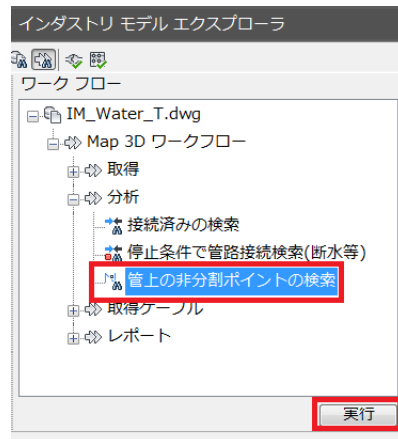 インダストリ モデル エクスプローラ
ワーク フロー
IM_Water_T.dwg
Map 3D ワークフロー
取得
分析
接続済みの検索
停止条件で管路接続検索(断水等)
管上の非分割ポイントの検索
取得ケーブル
レポート
実行